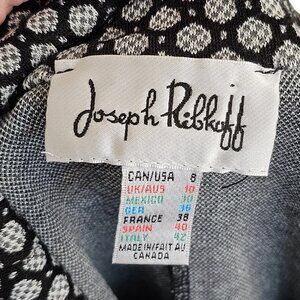 Joseph Ribkoff
CAN/USA 8
UK/AUS 10
MEXICO 30
GER 36
FRANCE 38
SPAIN 40
ITALY 42
MADE IN/FAIT AU
CANADA